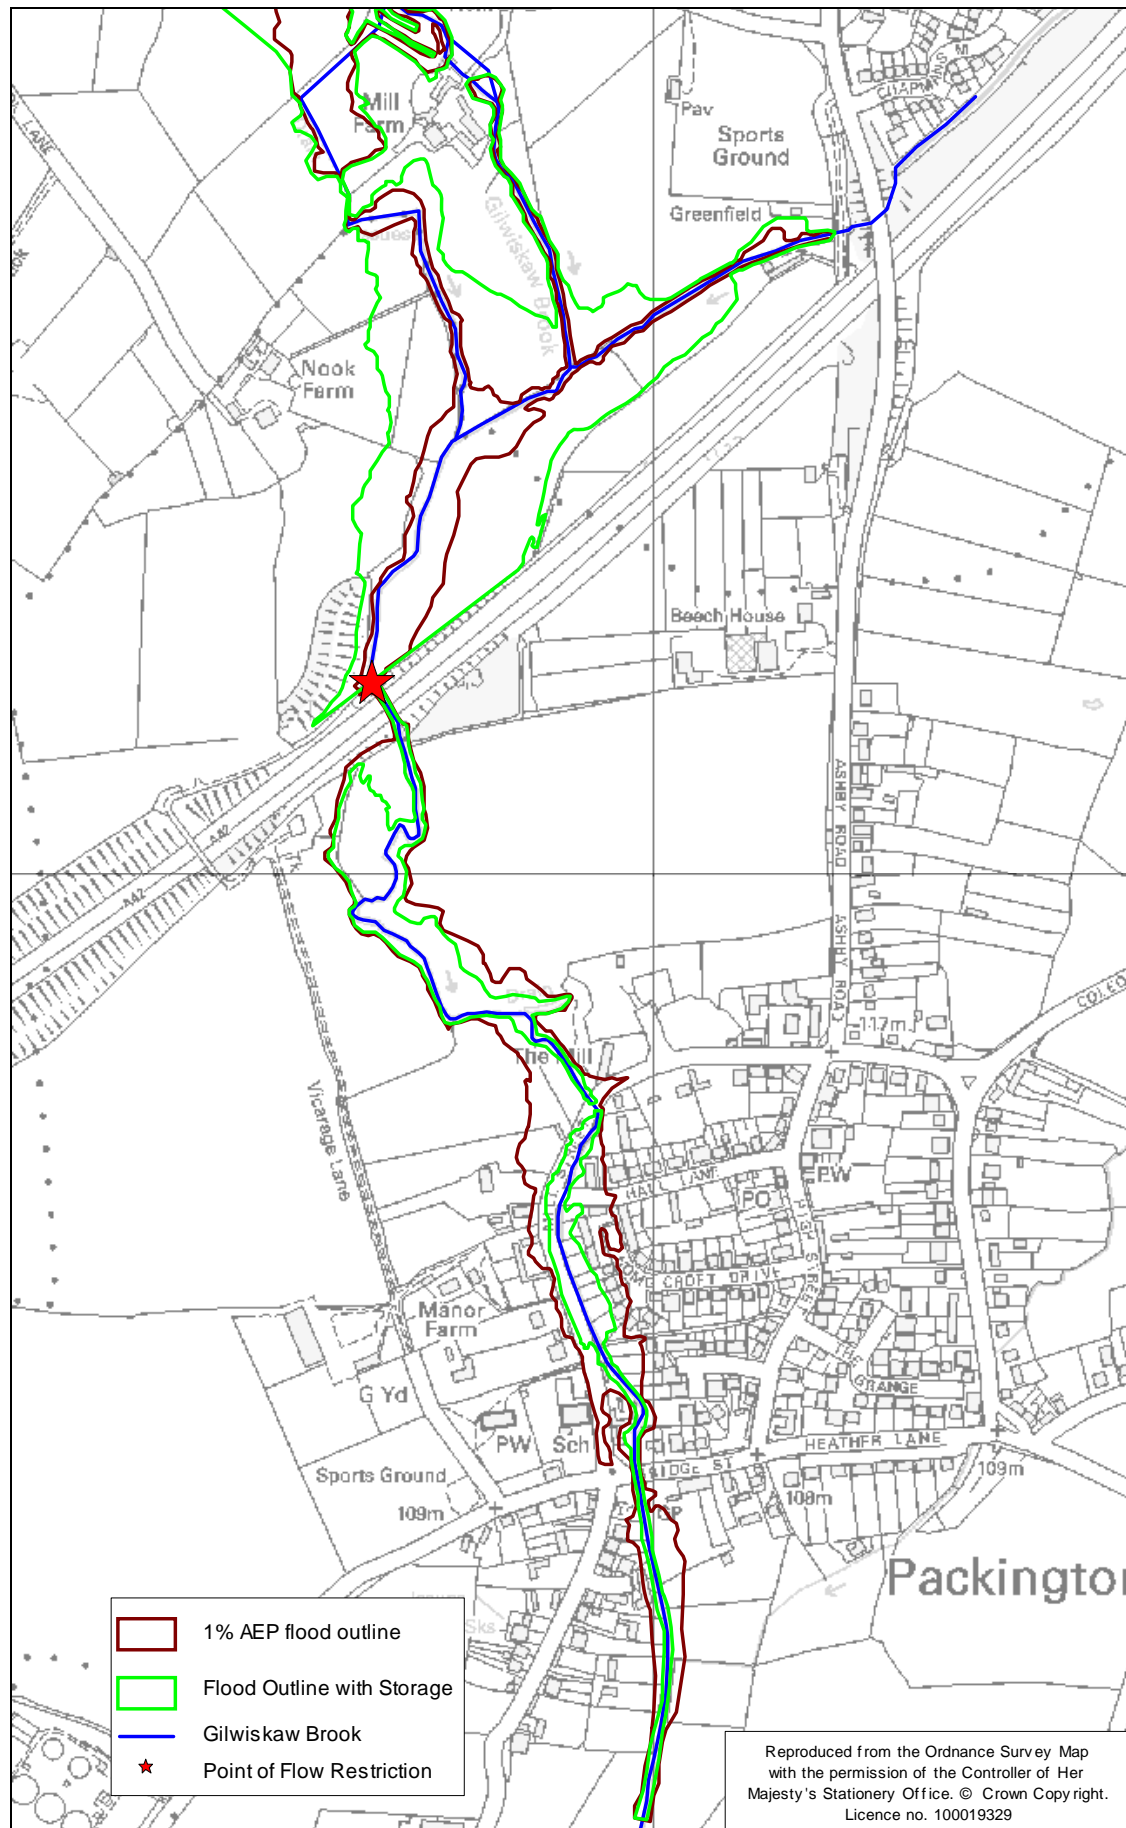 Mill
Farm
CHAPM
Pav
Sports
Ground
Greenfield
LANE
Gilwiskaw Brook
Nook
Farm
Beech House
A42
A42
ASHBY ROAD
ASHBY ROAD
117m
The Mill
Vicarage Lane
HALL LANE
PW
PO
HIGH STREET
CROFT DRIVE
Manor
Farm
THE
GRANGE
G Yd
PW
Sch
HEATHER LANE
BRIDGE ST
Sports Ground
109m
109m
108m
Packington
1% AEP flood outline
Flood Outline with Storage
Gilwiskaw Brook
Point of Flow Restriction
Reproduced from the Ordnance Survey Map
with the permission of the Controller of Her
Majesty's Stationery Office. © Crown Copyright.
Licence no. 100019329